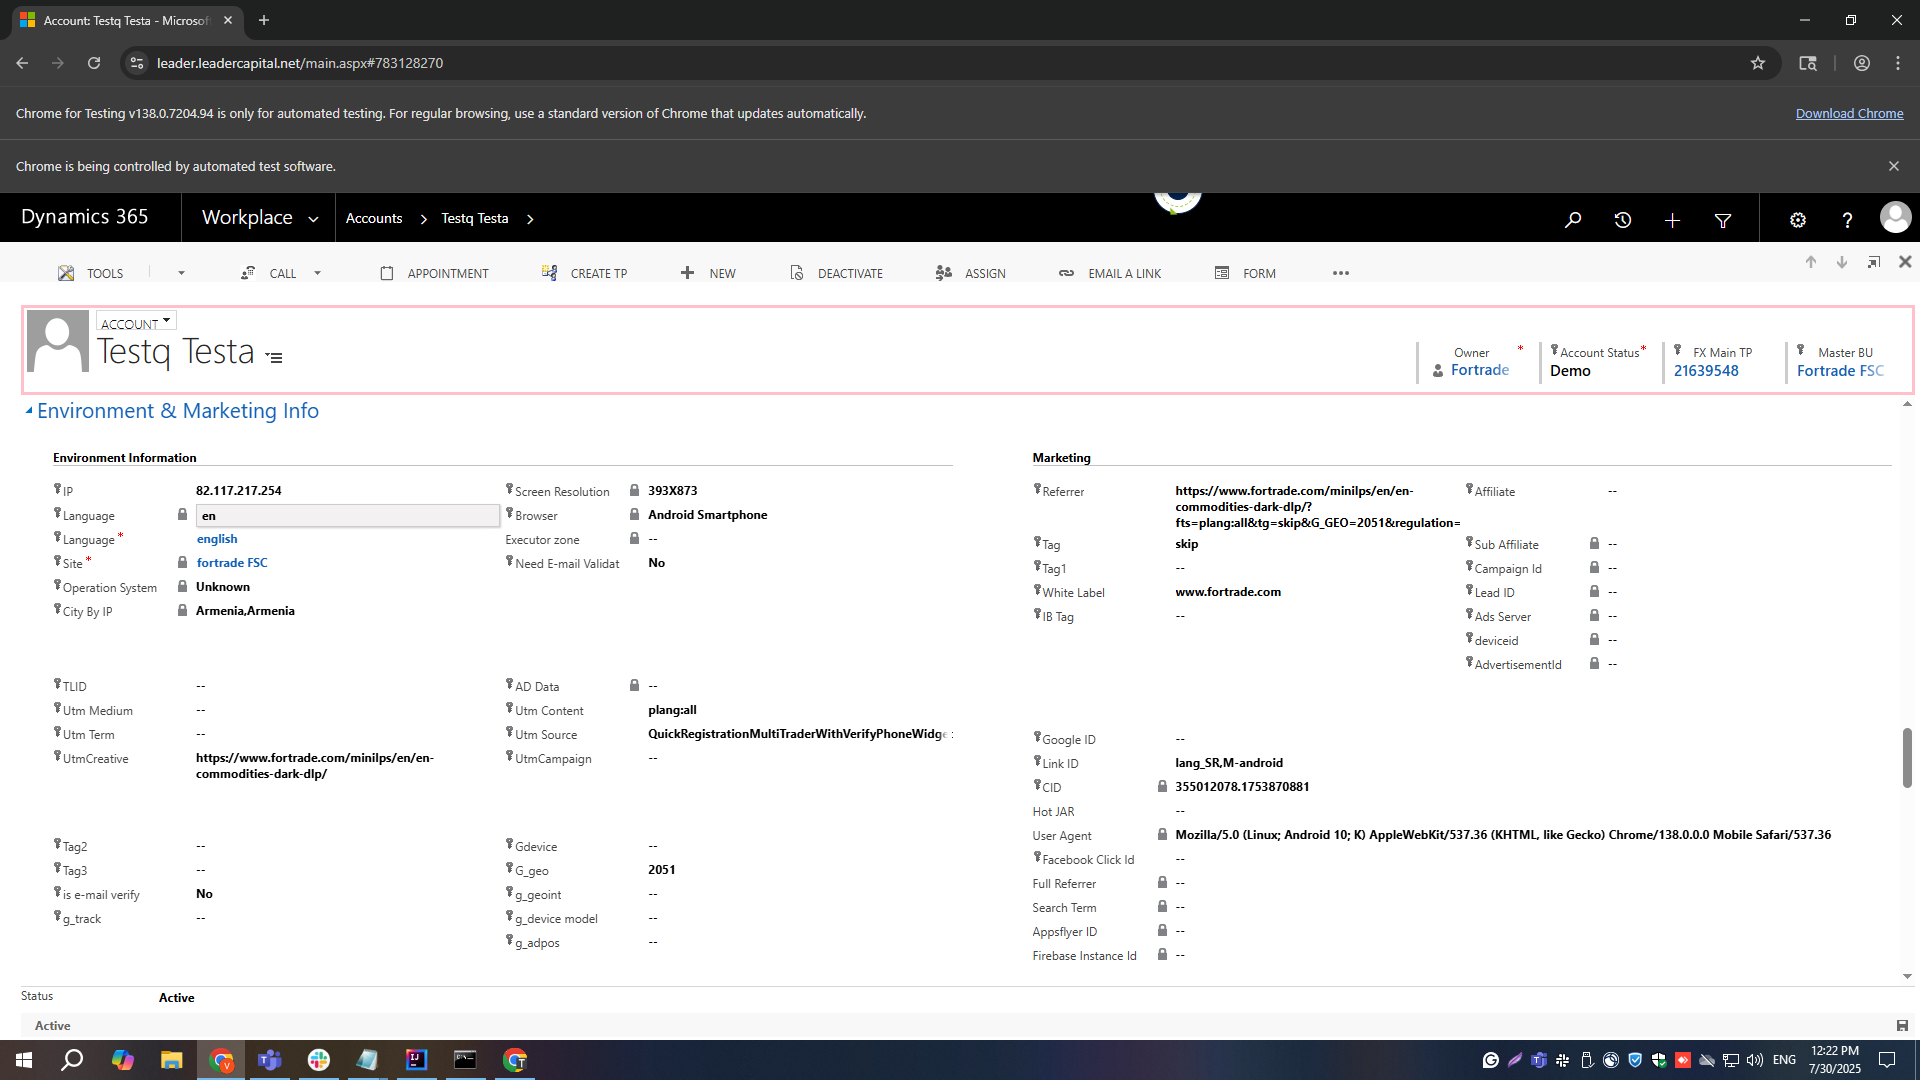 Account: Testq Testa - Microsof
leader.leadercapital.net/main.aspx#783128270
Chrome for Testing v138.0.7204.94 is only for automated testing. For regular browsing, use a standard version of Chrome that updates automatically.
Download Chrome
Chrome is being controlled by automated test software.
Dynamics 365
Workplace
Accounts
Testq Testa
TOOLS
CALL
APPOINTMENT
CREATE TP
NEW
DEACTIVATE
ASSIGN
EMAIL A LINK
FORM
ACCOUNT
Testq Testa
Owner *
Fortrade
Account Status *
Demo
FX Main TP
21639548
Master BU
Fortrade FSC
Environment & Marketing Info
Environment Information
IP 82.117.217.254
Language en
Language * english
Site * fortrade FSC
Operation System Unknown
City By IP Armenia,Armenia
Screen Resolution 393X873
Browser Android Smartphone
Executor zone --
Need E-mail Validat No
TLID --
Utm Medium --
Utm Term --
UtmCreative https://www.fortrade.com/minilps/en/en-
commodities-dark-dlp/
AD Data --
Utm Content plang:all
Utm Source QuickRegistrationMultiTraderWithVerifyPhoneWidge
UtmCampaign --
Tag2 --
Tag3 --
is e-mail verify No
g_track --
Gdevice --
G_geo 2051
g_geoint --
g_device model --
g_adpos --
Marketing
Referrer https://www.fortrade.com/minilps/en/en-
commodities-dark-dlp/?
fts=plang:all&tg=skip&G_GEO=2051&regulation=
Tag skip
Tag1 --
White Label www.fortrade.com
IB Tag --
Affiliate --
Sub Affiliate --
Campaign Id --
Lead ID --
Ads Server --
deviceid --
AdvertisementId --
Google ID --
Link ID lang_SR,M-android
CID 355012078.1753870881
Hot JAR --
User Agent Mozilla/5.0 (Linux; Android 10; K) AppleWebKit/537.36 (KHTML, like Gecko) Chrome/138.0.0.0 Mobile Safari/537.36
Facebook Click Id --
Full Referrer --
Search Term --
Appsflyer ID --
Firebase Instance Id --
Status Active
Active
ENG
12:22 PM
7/30/2025